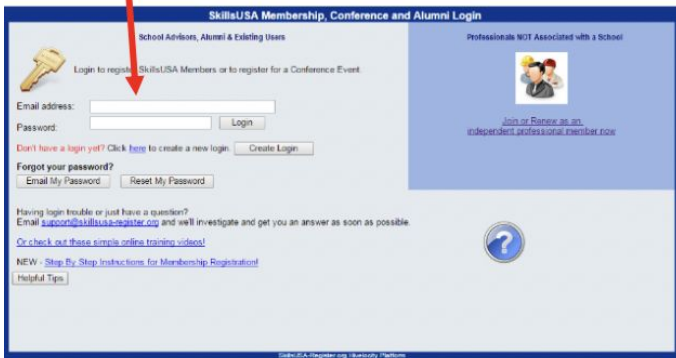 SkillsUSA Membership, Conference and Alumni Login
School Advisors, Alumni & Existing Users
Login to register SkillsUSA Members or to register for a Conference Event
Email address:
Password:
Login
Don't have a login yet? Click here to create a new login.
Create Login
Forgot your password?
Email My Password
Reset My Password
Having login trouble or just have a question?
Email support@skillsusa-register.org and we'll investigate and get you an answer as soon as possible.
Or check out these simple online training videos!
NEW - Step By Step Instructions for Membership Registration!
Helpful Tips
Professionals NOT Associated with a School
Join or Renew as an
independent professional member now
SkillsUSA-Register.org
Platform